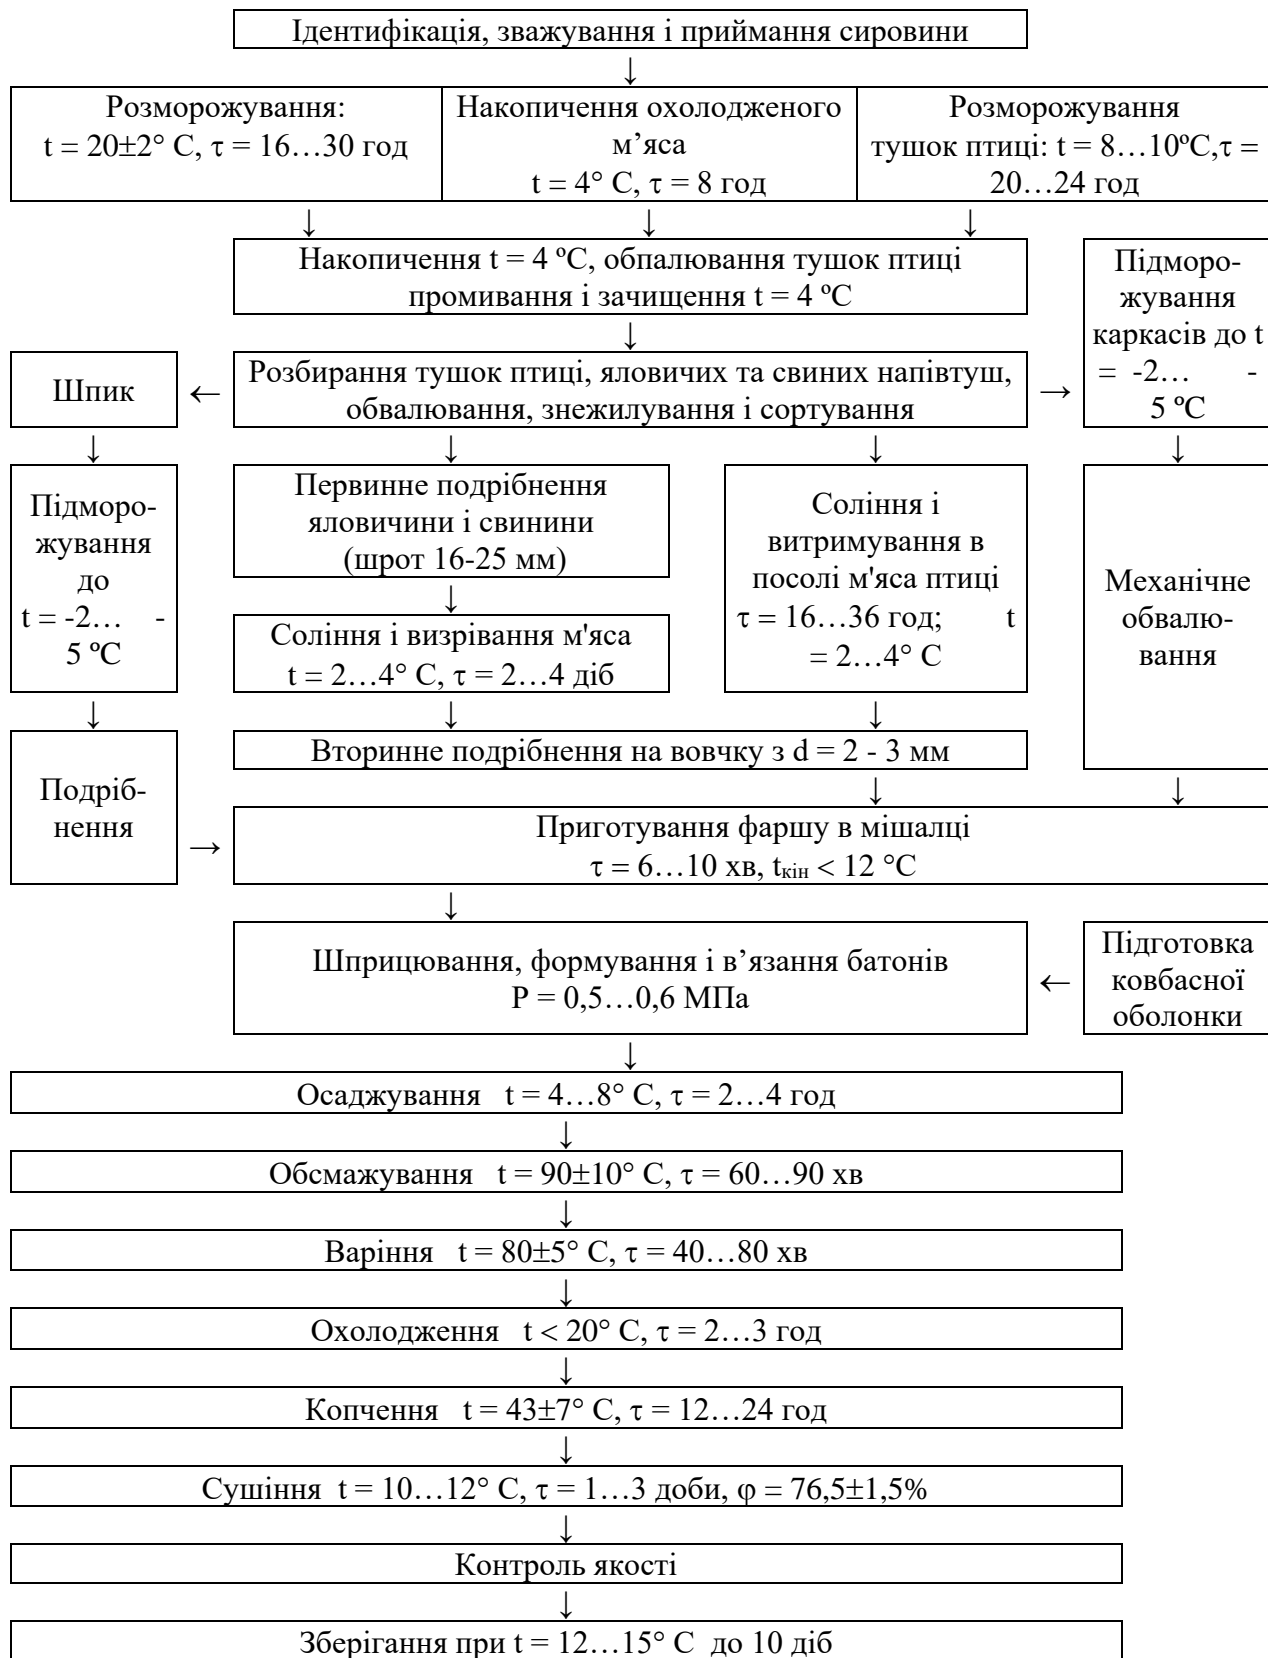 Ідентифікація, зважування і приймання сировини
↓
Розморожування:
t = 20±2° С, τ = 16…30 год
Накопичення охолодженого
м’яса
t = 4° С, τ = 8 год
Розморожування
тушок птиці: t = 8…10ºС,τ =
20…24 год
↓ ↓ ↓
Накопичення t = 4 ºС, обпалювання тушок птиці
промивання і зачищення t = 4 ºС
Підморо-
жування
каркасів до t
= -2… -
5 ºС
↓
Шпик
←
Розбирання тушок птиці, яловичих та свиних напівтуш,
обвалювання, знежилування і сортування
→
↓ ↓ ↓ ↓
Підморо-
жування
до
t = -2… -
5 ºС
Первинне подрібнення
яловичини і свинини
(шрот 16-25 мм)
↓
Соління і визрівання м'яса
t = 2…4° С, τ = 2…4 діб
Соління і
витримування в
посолі м'яса птиці
τ = 16…36 год; t
= 2…4° С
Механічне
обвалю-
вання
↓ ↓ ↓
Подріб-
нення
Вторинне подрібнення на вовчку з d = 2 - 3 мм
↓ ↓
→
Приготування фаршу в мішалці
τ = 6…10 хв, tкін < 12 °С
↓
Шприцювання, формування і в’язання батонів
Р = 0,5…0,6 МПа
←
Підготовка
ковбасної
оболонки
↓
Осаджування t = 4…8° С, τ = 2…4 год
↓
Обсмажування t = 90±10° С, τ = 60…90 хв
↓
Варіння t = 80±5° С, τ = 40…80 хв
↓
Охолодження t < 20° С, τ = 2…3 год
↓
Копчення t = 43±7° С, τ = 12…24 год
↓
Сушіння t = 10…12° С, τ = 1…3 доби, φ = 76,5±1,5%
↓
Контроль якості
↓
Зберігання при t = 12…15° С до 10 діб